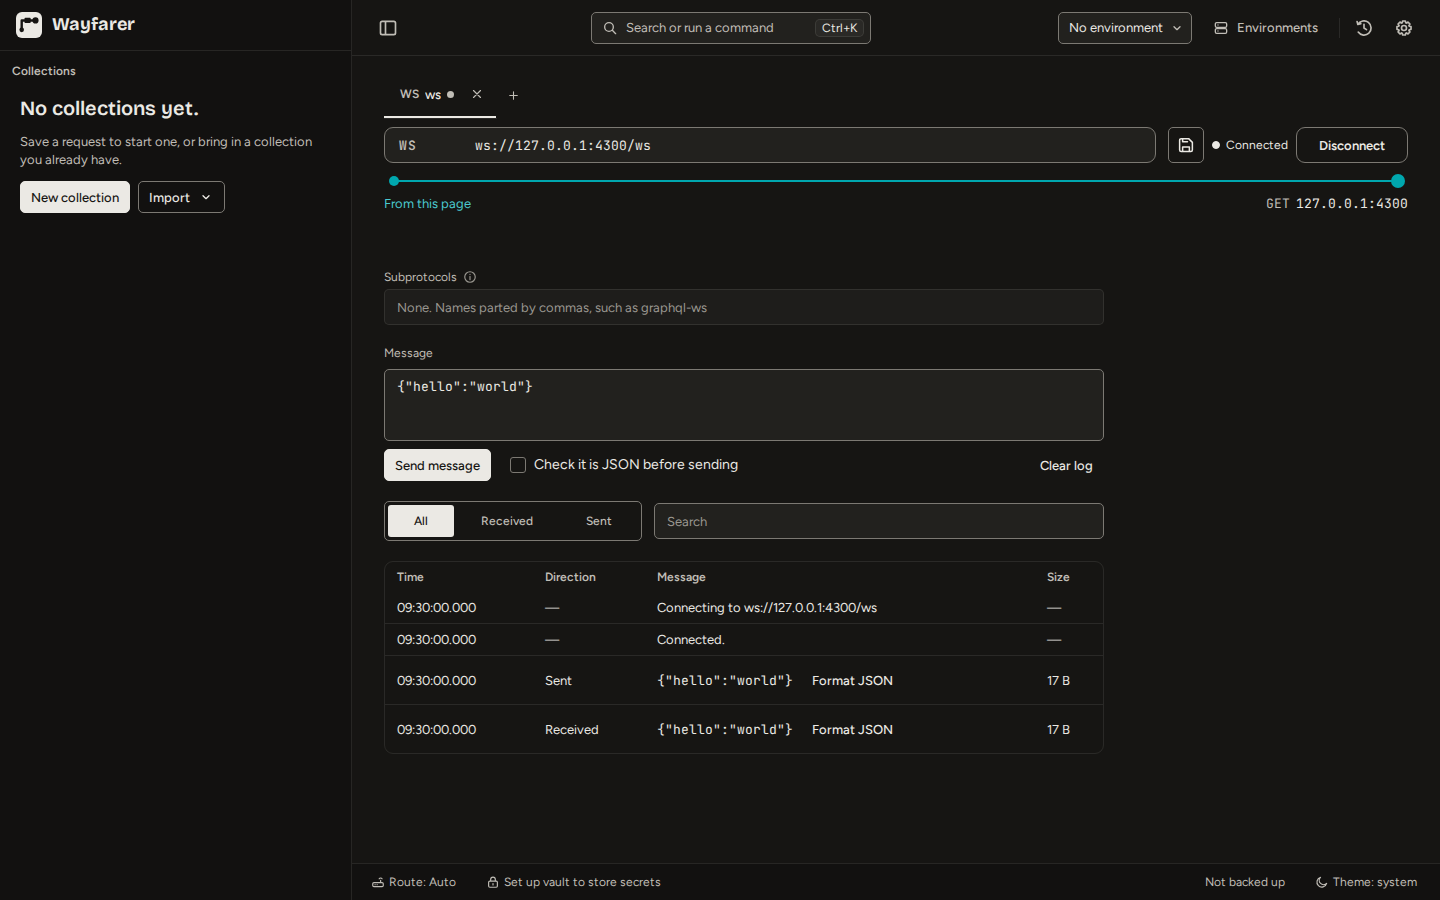 Wayfarer
Search or run a command
Ctrl+K
No environment
Environments
Collections
No collections yet.
Save a request to start one, or bring in a collection
you already have.
New collection
Import
WS ws
WS
ws://127.0.0.1:4300/ws
Connected
Disconnect
From this page
GET 127.0.0.1:4300
Subprotocols
None. Names parted by commas, such as graphql-ws
Message
{"hello":"world"}
Send message
Check it is JSON before sending
Clear log
All
Received
Sent
Search
Time Direction Message Size
09:30:00.000 — Connecting to ws://127.0.0.1:4300/ws —
09:30:00.000 — Connected. —
09:30:00.000 Sent {"hello":"world"} Format JSON 17 B
09:30:00.000 Received {"hello":"world"} Format JSON 17 B
Route: Auto
Set up vault to store secrets
Not backed up
Theme: system